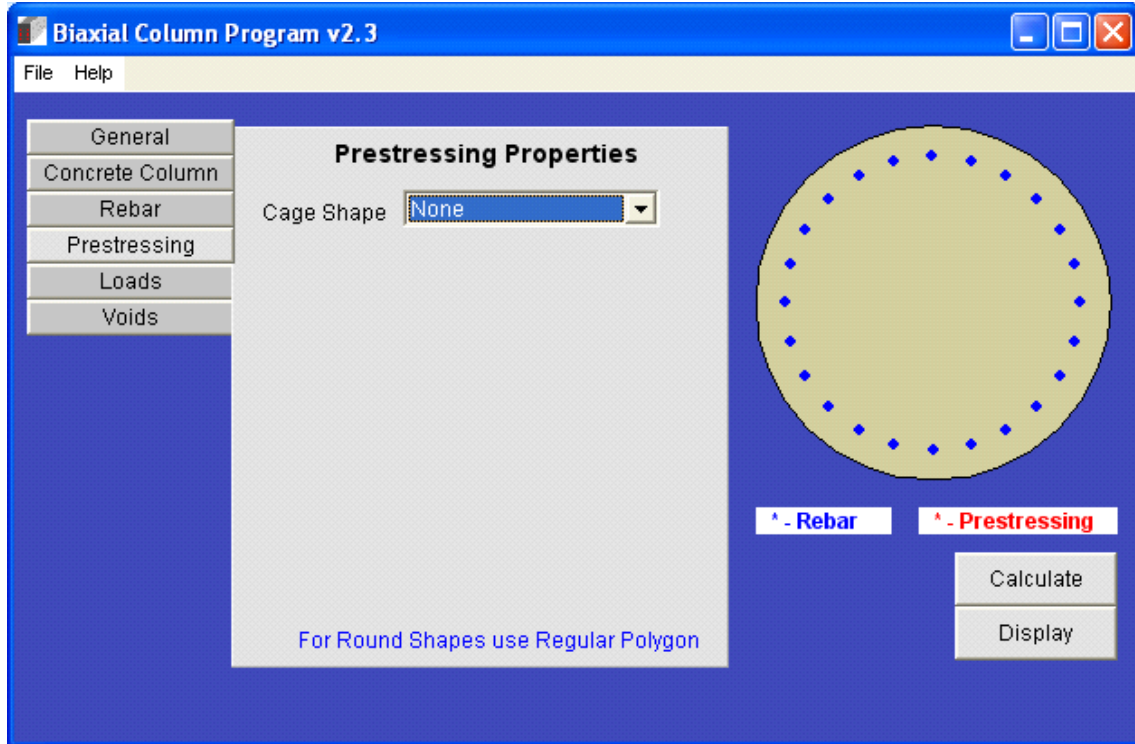 Biaxial Column Program v2.3
File Help
General
Concrete Column
Rebar
Prestressing
Loads
Voids
Prestressing Properties
Cage Shape None
For Round Shapes use Regular Polygon
* - Rebar * - Prestressing
Calculate
Display